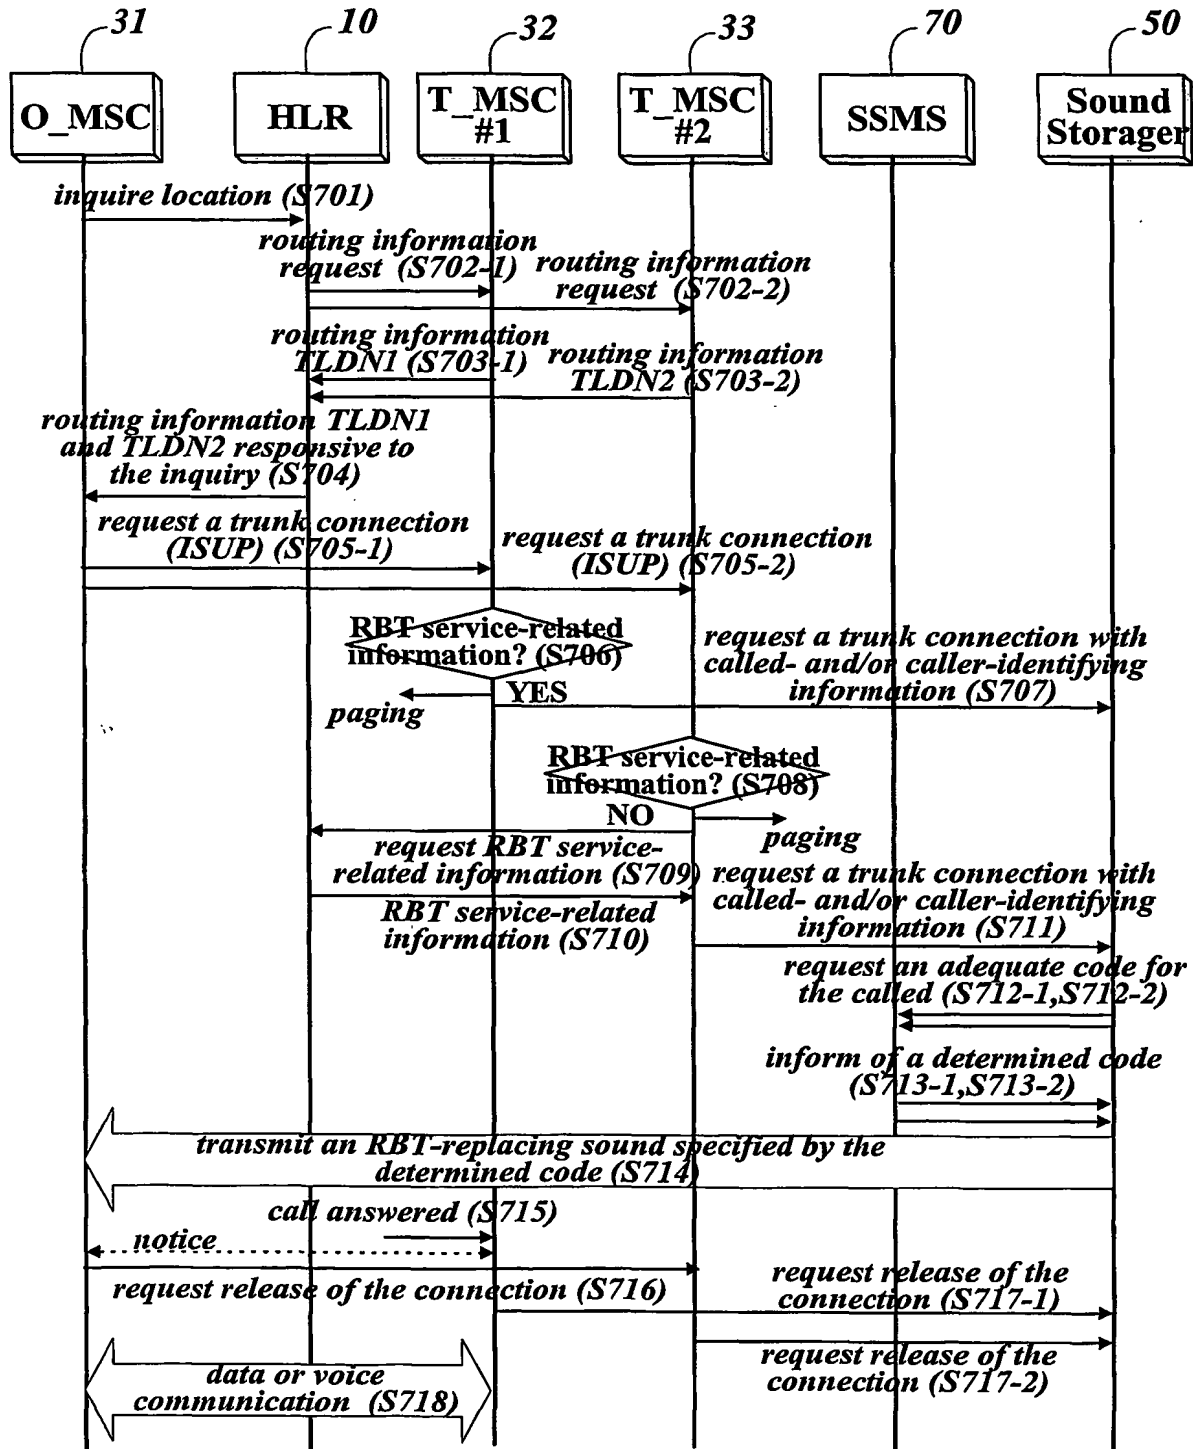 31
10
32
33
70
50
O_MSC
HLR
T_MSC
#1
T_MSC
#2
SSMS
Sound
Storager
inquire location (S701)
routing information
request (S702-1)
routing information
request (S702-2)
routing information
TLDN1 (S703-1)
routing information
TLDN2 (S703-2)
routing information TLDN1
and TLDN2 responsive to
the inquiry (S704)
request a trunk connection
(ISUP) (S705-1)
request a trunk connection
(ISUP) (S705-2)
RBT service-related
information? (S706)
request a trunk connection with
called- and/or caller-identifying
information (S707)
YES
paging
RBT service-related
information? (S708)
NO
paging
request RBT service-
related information (S709)
request a trunk connection with
called- and/or caller-identifying
information (S711)
RBT service-related
information (S710)
request an adequate code for
the called (S712-1,S712-2)
inform of a determined code
(S713-1,S713-2)
transmit an RBT-replacing sound specified by the
determined code (S714)
call answered (S715)
notice
request release of the connection (S716)
request release of the
connection (S717-1)
request release of the
connection (S717-2)
data or voice
communication (S718)